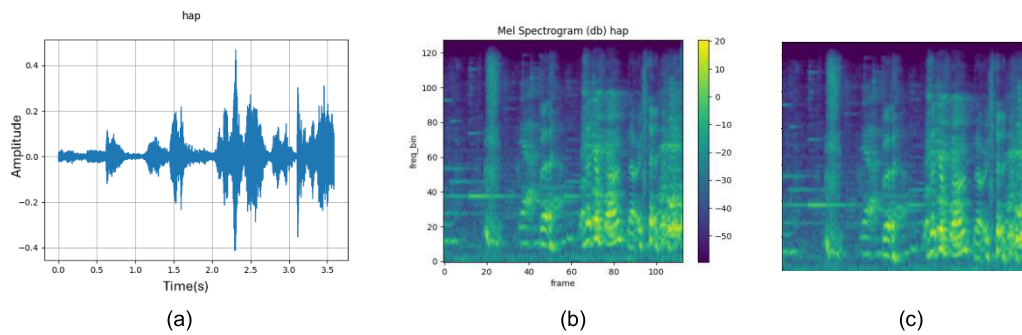 hap
Amplitude
0.4
0.2
0.0
−0.2
−0.4
0.0 0.5 1.0 1.5 2.0 2.5 3.0 3.5
Time(s)
(a)
Mel Spectrogram (db) hap
freq_bin
120
100
80
60
40
20
0
0 20 40 60 80 100
frame
20
10
0
−10
−20
−30
−40
−50
(b)
(c)